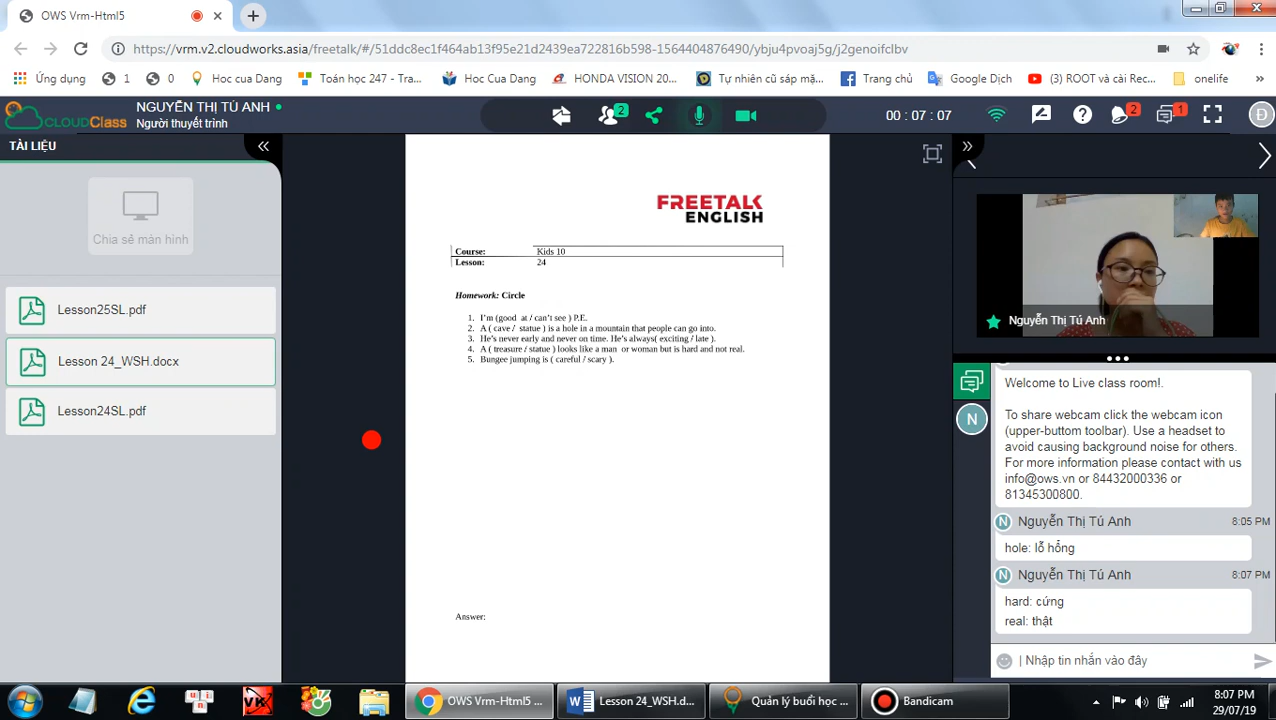 OWS Vrm-Html5
https://vrm.v2.cloudworks.asia/freetalk/#/51ddc8ec1f464ab13f95e21d2439ea722816b598-1564404876490/ybju4pvoaj5g/j2genoifclbv
Ứng dụng 1 0 Hoc cua Dang Toán học 247 - Tra... Hoc Cua Dang HONDA VISION 20... Tự nhiên cũ sáp mặ... Trang chủ Google Dịch (3) ROOT và cài Rec... onelife »
CLOUDCLASS
NGUYỄN THỊ TÚ ANH
Người thuyết trình
2
00 : 07 : 07
2
1
Đ
TÀI LIỆU
Chia sẻ màn hình
Lesson25SL.pdf
Lesson 24_WSH.docx
Lesson24SL.pdf
FREETALK
ENGLISH
Course: Kids 10
Lesson: 24
Homework: Circle
1. I'm (good at / can't see ) P.E.
2. A ( cave / statue ) is a hole in a mountain that people can go into.
3. He's never early and never on time. He's always( exciting / late ).
4. A ( treasure / statue ) looks like a man or woman but is hard and not real.
5. Bungee jumping is ( careful / scary ).
Answer:
Nguyễn Thị Tú Anh
Welcome to Live class room!.
To share webcam click the webcam icon
(upper-buttom toolbar). Use a headset to
avoid causing background noise for others.
For more information please contact with us
info@ows.vn or 84432000336 or
81345300800.
N
N Nguyễn Thị Tú Anh 8:05 PM
hole: lỗ hổng
N Nguyễn Thị Tú Anh 8:07 PM
hard: cứng
real: thật
Nhập tin nhắn vào đây
OWS Vrm-Html5 ...
Lesson 24_WSH.d...
Quản lý buổi học ...
Bandicam
8:07 PM
29/07/19